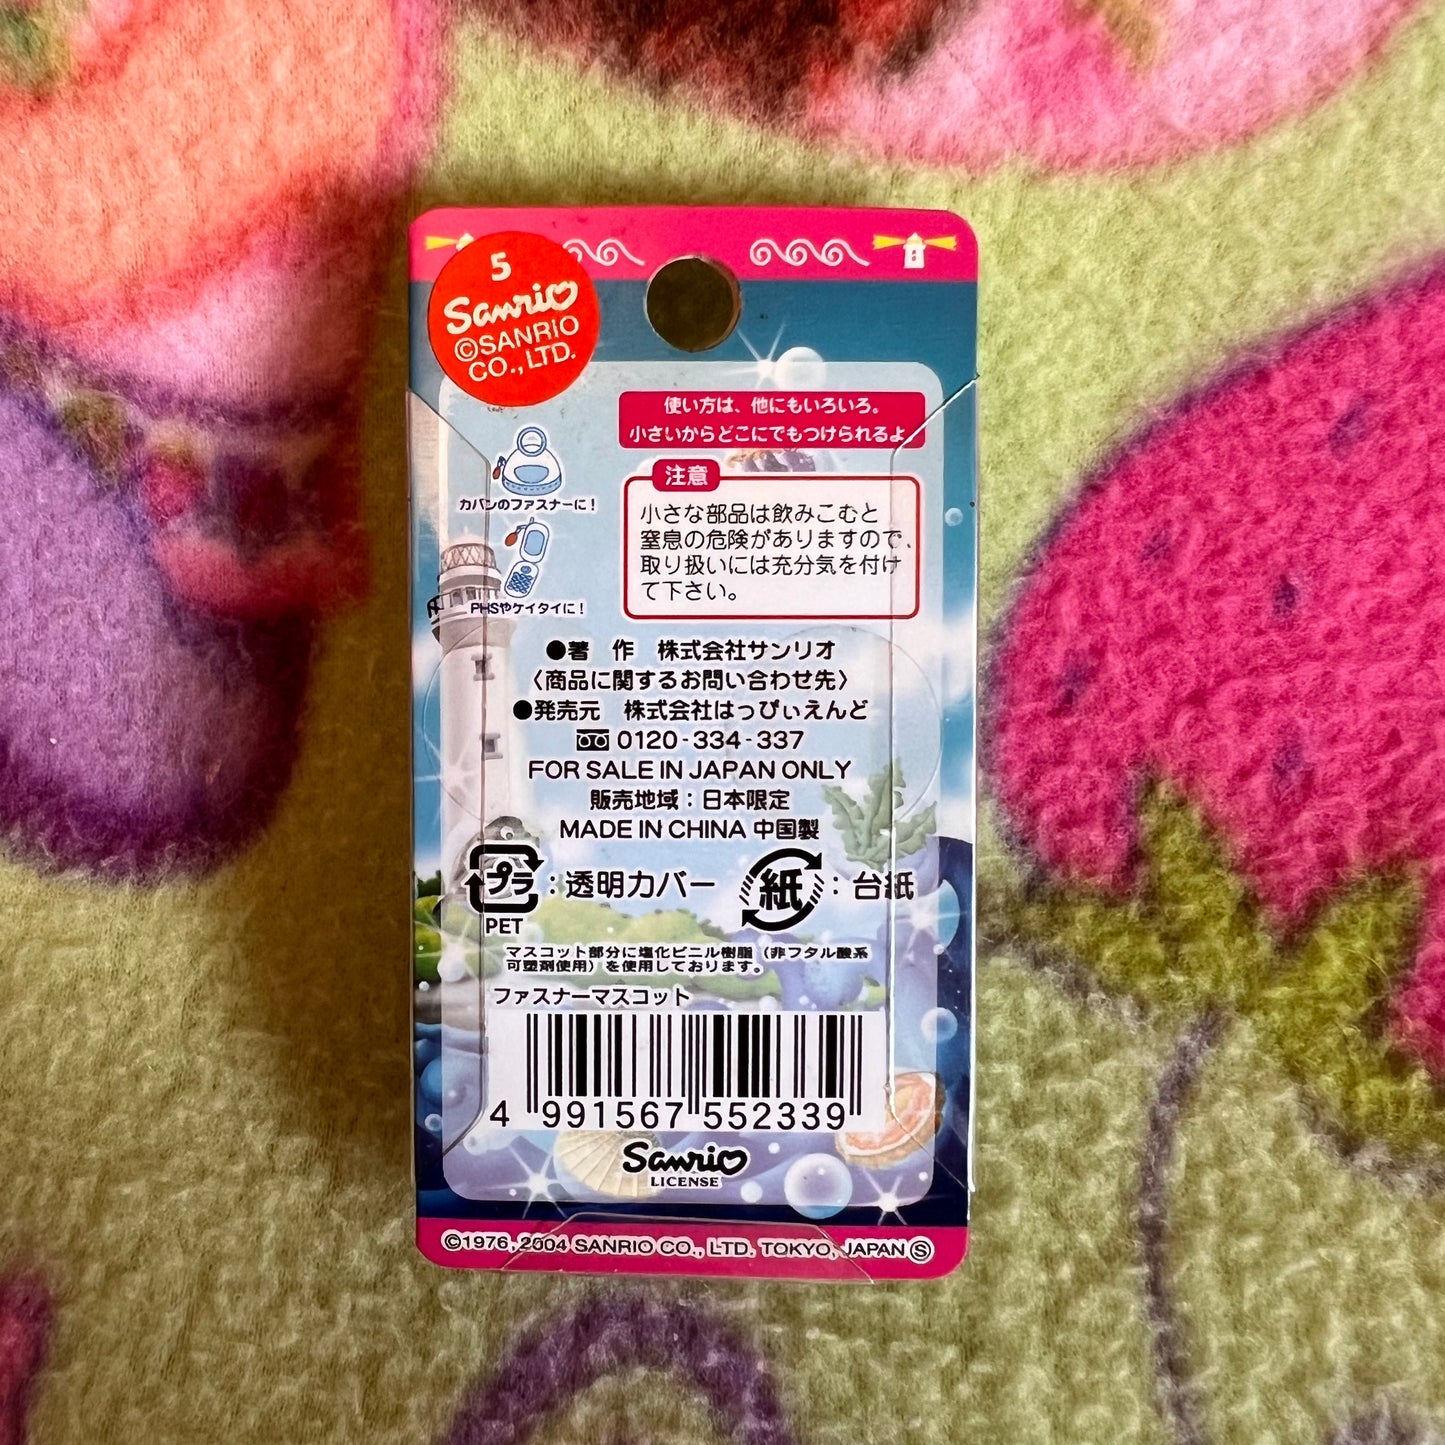 5
Sanrio
©SANRIO
CO., LTD.
使い方は、他にもいろいろ。
小さいからどこにでもつけられるよ。
カバンのファスナーに!
PHSやケイタイに!
注意
小さな部品は飲みこむと
窒息の危険がありますので、
取り扱いには充分気を付け
て下さい。
●著 作 株式会社サンリオ
〈商品に関するお問い合わせ先〉
●発売元 株式会社はっぴぃえんど
0120-334-337
FOR SALE IN JAPAN ONLY
販売地域:日本限定
MADE IN CHINA 中国製
プラ:透明カバー 紙:台紙
PET
マスコット部分に塩化ビニル樹脂(非フタル酸系
可塑剤使用)を使用しております。
ファスナーマスコット
4 991567 552339
Sanrio
LICENSE
©1976, 2004 SANRIO CO., LTD. TOKYO, JAPAN Ⓢ